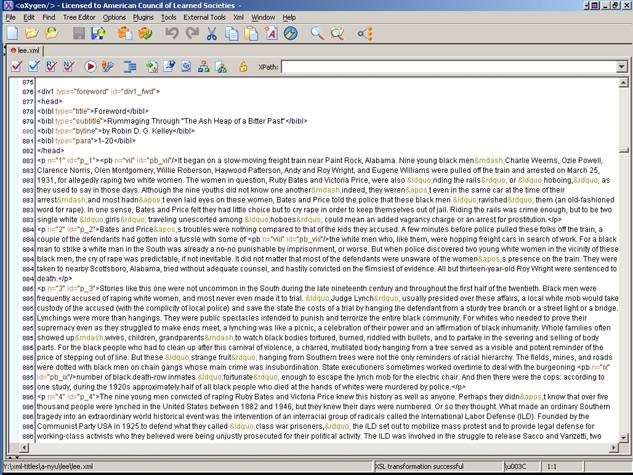 <oXygen/> - Licensed to American Council of Learned Societies -
File Edit Find Tree Editor Options Plugins Tools External Tools Xml Window Help
lee.xml
XPath:
875
876 <div1 type="foreword" id="div1_fwd">
877 <head>
878 <bibl type="title">Foreword</bibl>
879 <bibl type="subtitle">Rummaging Through "The Ash Heap of a Bitter Past"</bibl>
880 <bibl type="byline">by Robin D. G. Kelley</bibl>
881 <bibl type="para">1-20</bibl>
882 </head>
883 <p n="1" id="p_1"><pb n="vii" id="pb_vii"/>It began on a slow-moving freight train near Paint Rock, Alabama. Nine young black men&mdash;Charlie Weems, Ozie Powell,
883 Clarence Norris, Olen Montgomery, Willie Roberson, Haywood Patterson, Andy and Roy Wright, and Eugene Williams were pulled off the train and arrested on March 25,
883 1931, for allegedly raping two white women. The women in question, Ruby Bates and Victoria Price, were also &ldquo;riding the rails&rdquo; or &ldquo;hoboing,&rdquo; as
883 they used to say in those days. Although the nine youths did not know one another&mdash;indeed, they weren&apos;t even in the same car at the time of their
883 arrest&mdash;and most hadn&apos;t even laid eyes on these women, Bates and Price told the police that these black men &ldquo;ravished&rdquo; them (an old-fashioned
883 word for rape). In one sense, Bates and Price felt they had little choice but to cry rape in order to keep themselves out of jail. Riding the rails was crime enough, but to be two
883 single white &ldquo;girls&rdquo; traveling unescorted among &ldquo;hoboes&rdquo; could mean an added vagrancy charge or an arrest for prostitution.</p>
884 <p n="2" id="p_2">Bates and Price&apos;s troubles were nothing compared to that of the kids they accused. A few minutes before police pulled these folks off the train, a
884 couple of the defendants had gotten into a tussle with some of <pb n="viii" id="pb_viii"/>the white men who, like them, were hopping freight cars in search of work. For a black
884 man to strike a white man in the South was already a no-no punishable by imprisonment, or worse. But when police discovered two young white women in the vicinity of these
884 black men, the cry of rape was predictable, if not inevitable. It did not matter that most of the defendants were unaware of the women&apos;s presence on the train. They were
884 taken to nearby Scottsboro, Alabama, tried without adequate counsel, and hastily convicted on the flimsiest of evidence. All but thirteen-year-old Roy Wright were sentenced to
884 death.</p>
885 <p n="3" id="p_3">Stories like this one were not uncommon in the South during the late nineteenth century and throughout the first half of the twentieth. Black men were
885 frequently accused of raping white women, and most never even made it to trial. &ldquo;Judge Lynch&rdquo; usually presided over these affairs; a local white mob would take
885 custody of the accused (with the complicity of local police) and save the state the costs of a trial by hanging the defendant from a sturdy tree branch or a street light or a bridge.
885 Lynchings were more than hangings. They were public spectacles intended to punish and terrorize the entire black community. For whites who needed to prove their
885 supremacy even as they struggled to make ends meet, a lynching was like a picnic, a celebration of their power and an affirmation of black inhumanity. Whole families often
885 showed up&mdash;wives, children, grandparents&mdash;to watch black bodies tortured, burned, riddled with bullets, and to partake in the severing and selling of body
885 parts. For the black people who had to clean up after this carnival of violence, a charred, mutilated body hanging from a tree served as a visible and potent reminder of the
885 price of stepping out of line. But these &ldquo;strange fruit&rdquo; hanging from Southern trees were not the only reminders of racial hierarchy. The fields, mines, and roads
885 were dotted with black men on chain gangs whose main crime was insubordination. State executioners sometimes worked overtime to deal with the burgeoning <pb n="ix"
885 id="pb_ix"/>number of black death-row inmates &ldquo;fortunate&rdquo; enough to escape the lynch mob for the electric chair. And then there were the cops: according to
885 one study, during the 1920s approximately half of all black people who died at the hands of whites were murdered by police.</p>
886 <p n="4" id="p_4">The nine young men convicted of raping Ruby Bates and Victoria Price knew this history as well as anyone. Perhaps they didn&apos;t know that over five
886 thousand people were lynched in the United States between 1882 and 1946, but they knew their days were numbered. Or so they thought. What made an ordinary Southern
886 tragedy into an extraordinary world historical event was the intervention of an interracial group of radicals called the International Labor Defense (ILD). Founded by the
886 Communist Party USA in 1925 to defend what they called &ldquo;class war prisoners,&rdquo; the ILD set out to mobilize mass protest and to provide legal defense for
886 working-class activists who they believed were being unjustly prosecuted for their political activity. The ILD was involved in the struggle to release Sacco and Vanzetti, two
Y:\xml-titles\a-nyu\lee\lee.xml XSL transformation successful \u003C 1:1